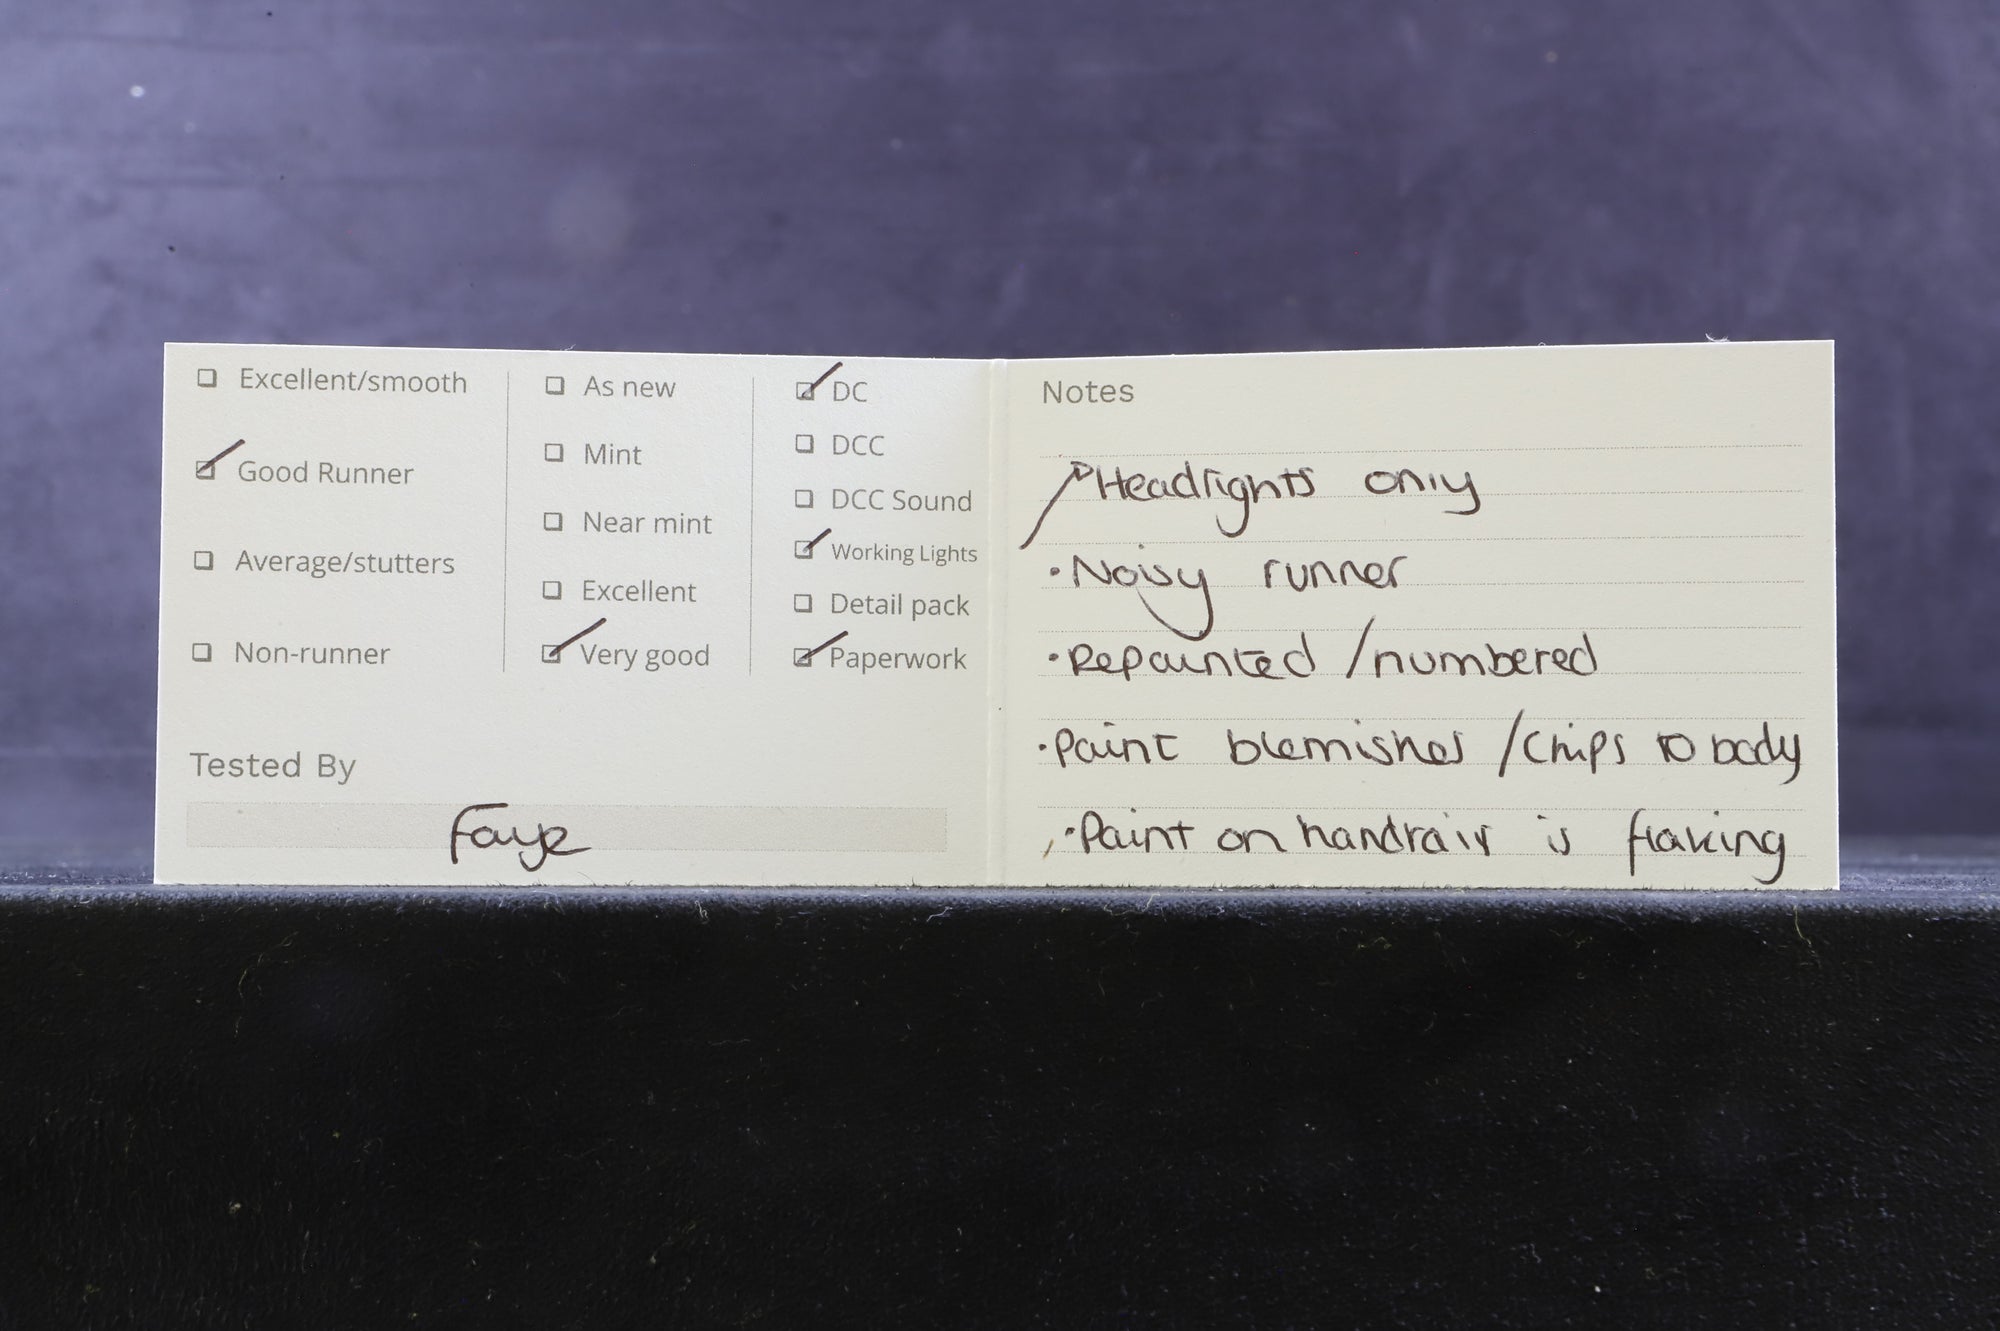 Excellent/smooth
Good Runner
Average/stutters
Non-runner
As new
Mint
Near mint
Excellent
Very good
DC
DCC
DCC Sound
Working Lights
Detail pack
Paperwork
Tested By
Faye
Notes
Headlights only
• Noisy runner
• Repainted /numbered
• Paint blemishes /chips to body
• Paint on handrails is flaking